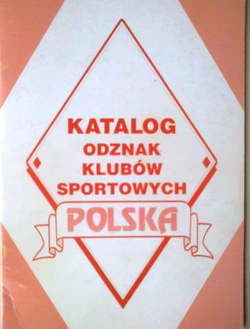 KATALOG
ODZNAK
KLUBÓW
SPORTOWYCH
POLSKA